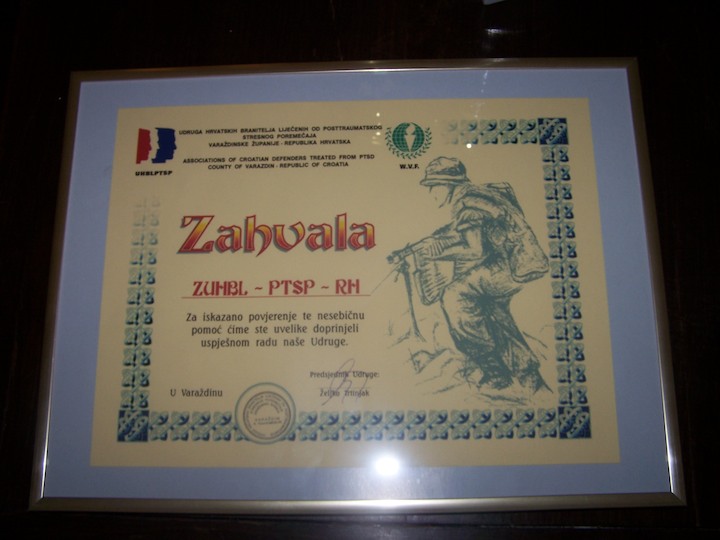 UDRUGA HRVATSKIH BRANITELJA LIJEČENIH OD POSTTRAUMATSKOG
STRESNOG POREMEĆAJA
VARAŽDINSKE ŽUPANIJE - REPUBLIKA HRVATSKA
ASSOCIATIONS OF CROATIAN DEFENDERS TREATED FROM PTSD
COUNTY OF VARAZDIN - REPUBLIC OF CROATIA
UHBLPTSP
W.V.F.
Zahvala
ZUHBL ~ PTSP ~ RH
Za iskazano povjerenje te nesebičnu
pomoć čime ste uvelike doprinjeli
uspješnom radu naše Udruge.
Predsjednik Udruge:
U Varaždinu
Željko